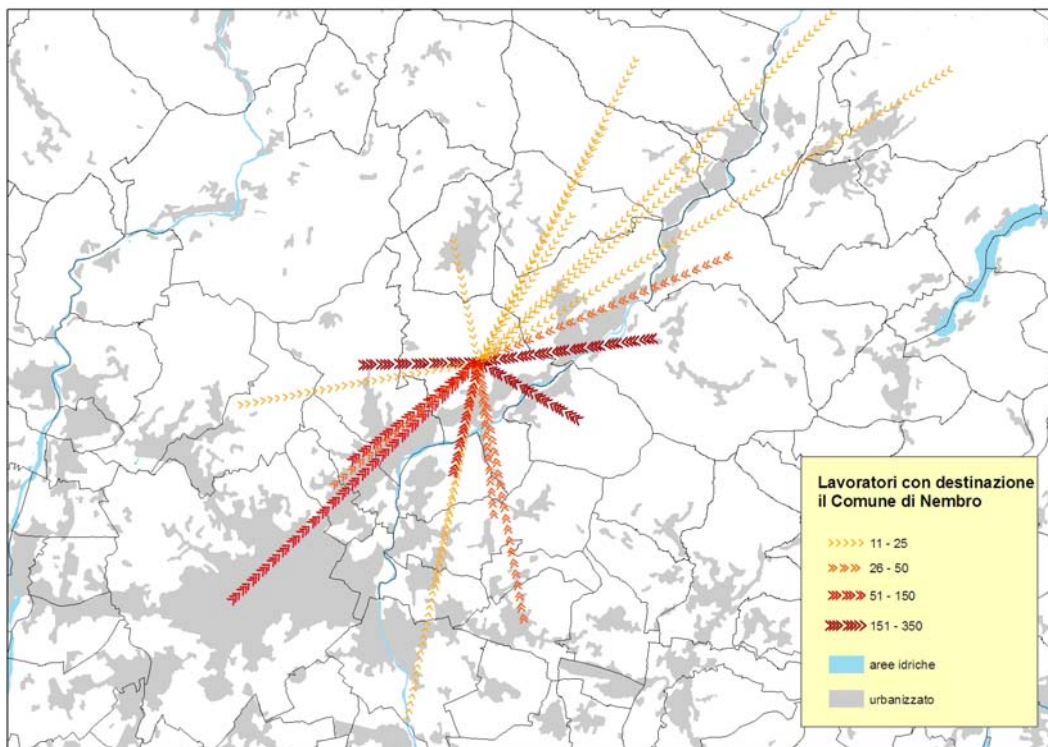 Lavoratori con destinazione
il Comune di Nembro
11 - 25
26 - 50
51 - 150
151 - 350
aree idriche
urbanizzato